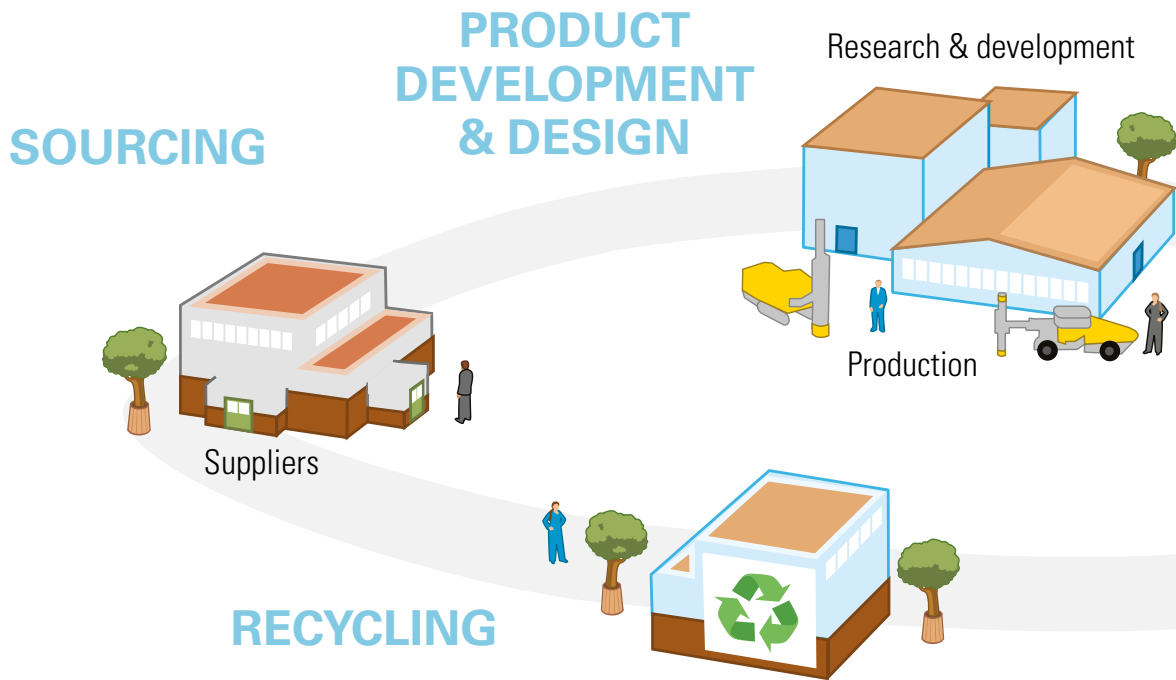 PRODUCT
DEVELOPMENT
& DESIGN
Research & development
SOURCING
Production
Suppliers
RECYCLING